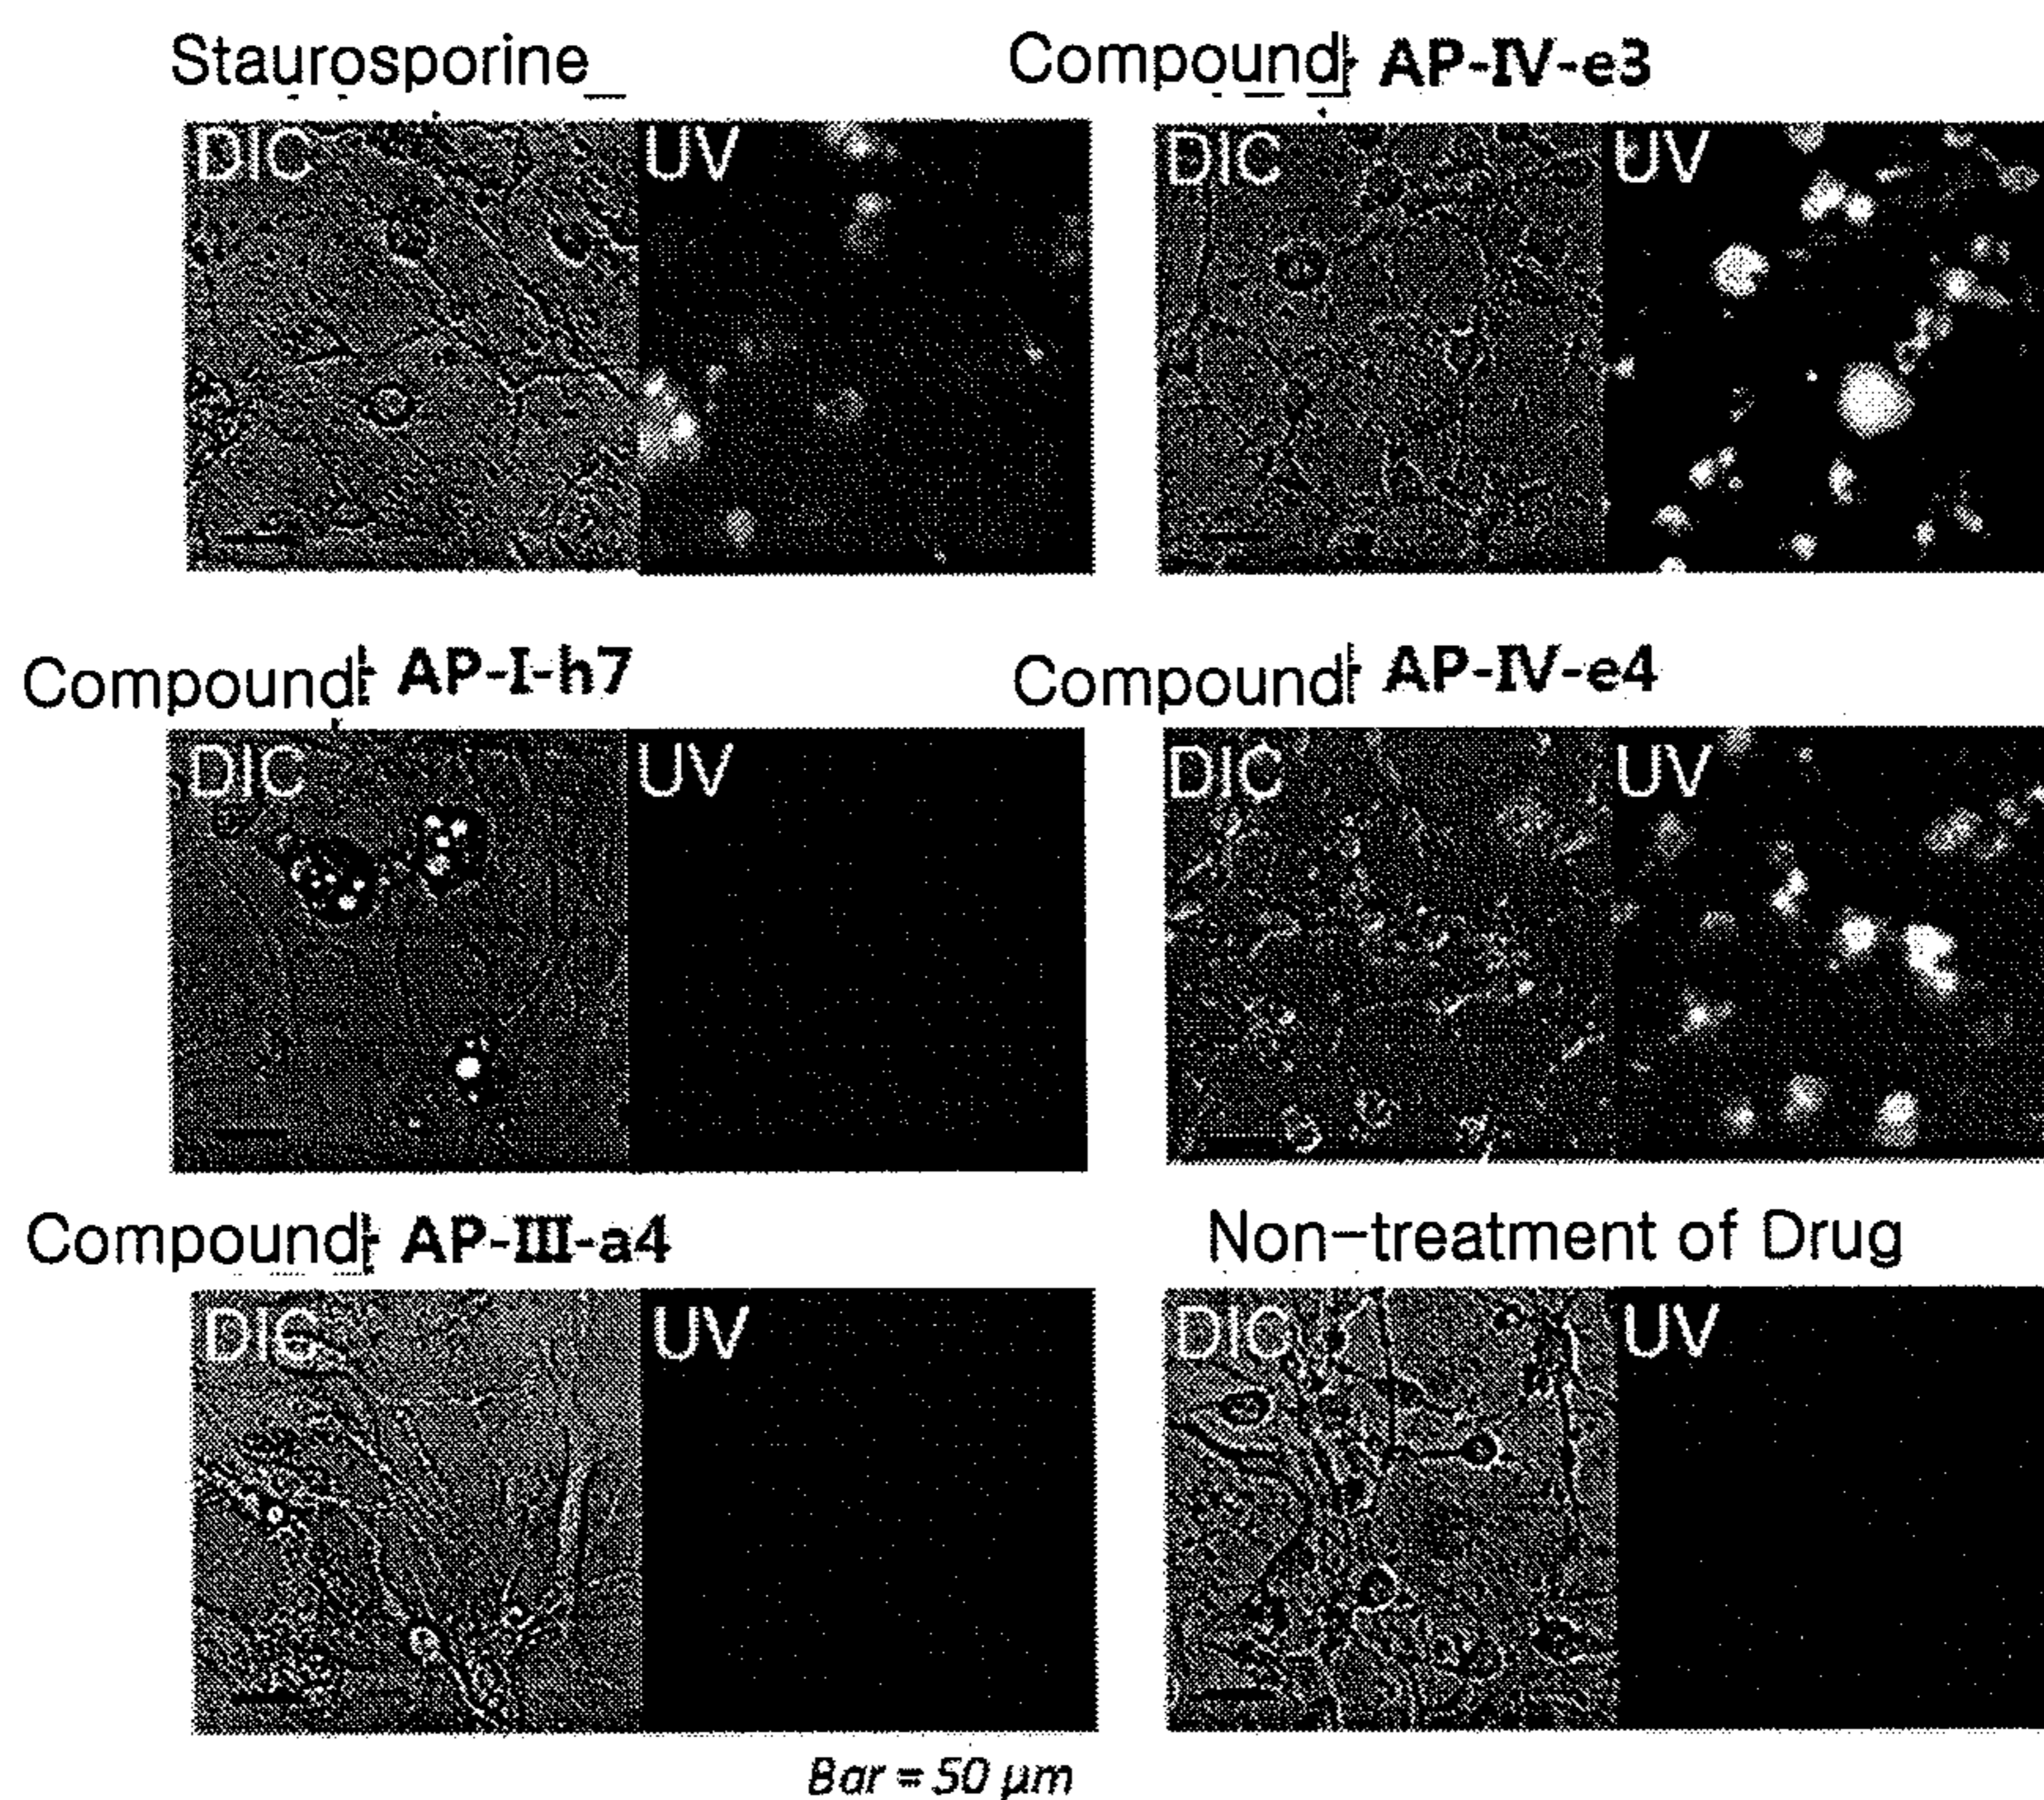 Staurosporine
Compound AP-IV-e3
DIC UV
DIC UV
Compound AP-I-h7
Compound AP-IV-e4
DIC UV
DIC UV
Compound AP-III-a4
Non-treatment of Drug
DIC UV
DIC UV
Bar = 50 μm